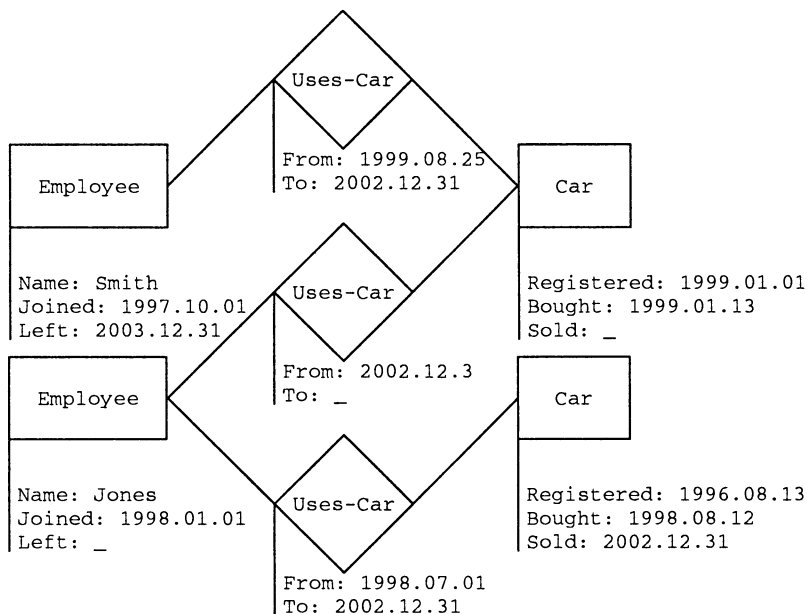 Uses-Car
From: 1999.08.25
To: 2002.12.31
Employee
Car
Name: Smith
Joined: 1997.10.01
Left: 2003.12.31
Registered: 1999.01.01
Bought: 1999.01.13
Sold: _
Uses-Car
From: 2002.12.3
To: _
Employee
Car
Name: Jones
Joined: 1998.01.01
Left: _
Registered: 1996.08.13
Bought: 1998.08.12
Sold: 2002.12.31
Uses-Car
From: 1998.07.01
To: 2002.12.31